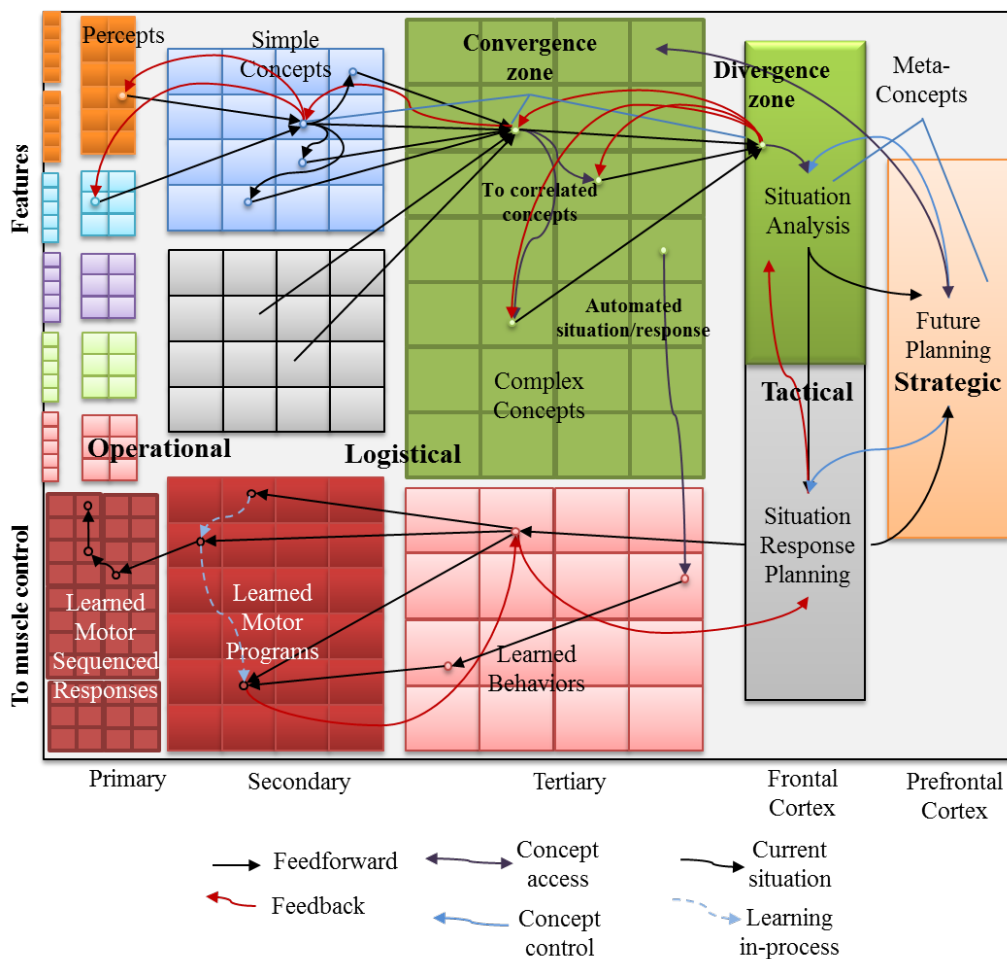 Percepts
Simple
Concepts
Convergence
zone
Divergence
zone
Meta-
Concepts
Features
To correlated
concepts
Situation
Analysis
Automated
situation/response
Future
Planning
Complex
Concepts
Tactical
Strategic
Operational
Logistical
To muscle control
Learned
Motor
Sequenced
Responses
Learned
Motor
Programs
Learned
Behaviors
Situation
Response
Planning
Primary
Secondary
Tertiary
Frontal
Cortex
Prefrontal
Cortex
Feedforward
Feedback
Concept
access
Concept
control
Current
situation
Learning
in-process